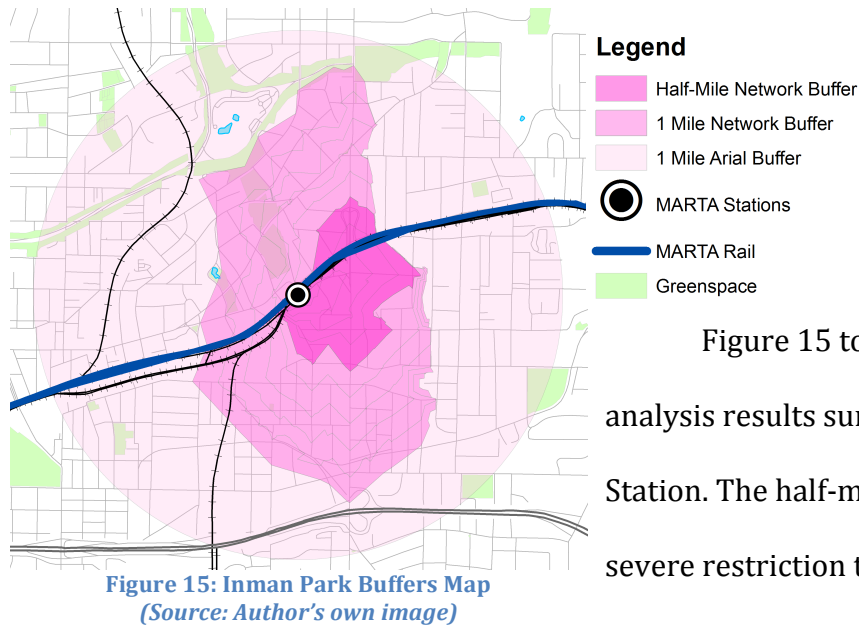 Legend
Half-Mile Network Buffer
1 Mile Network Buffer
1 Mile Arial Buffer
MARTA Stations
MARTA Rail
Greenspace
Figure 15: Inman Park Buffers Map
(Source: Author's own image)
Figure 15 to
analysis results sur
Station. The half-m
severe restriction t